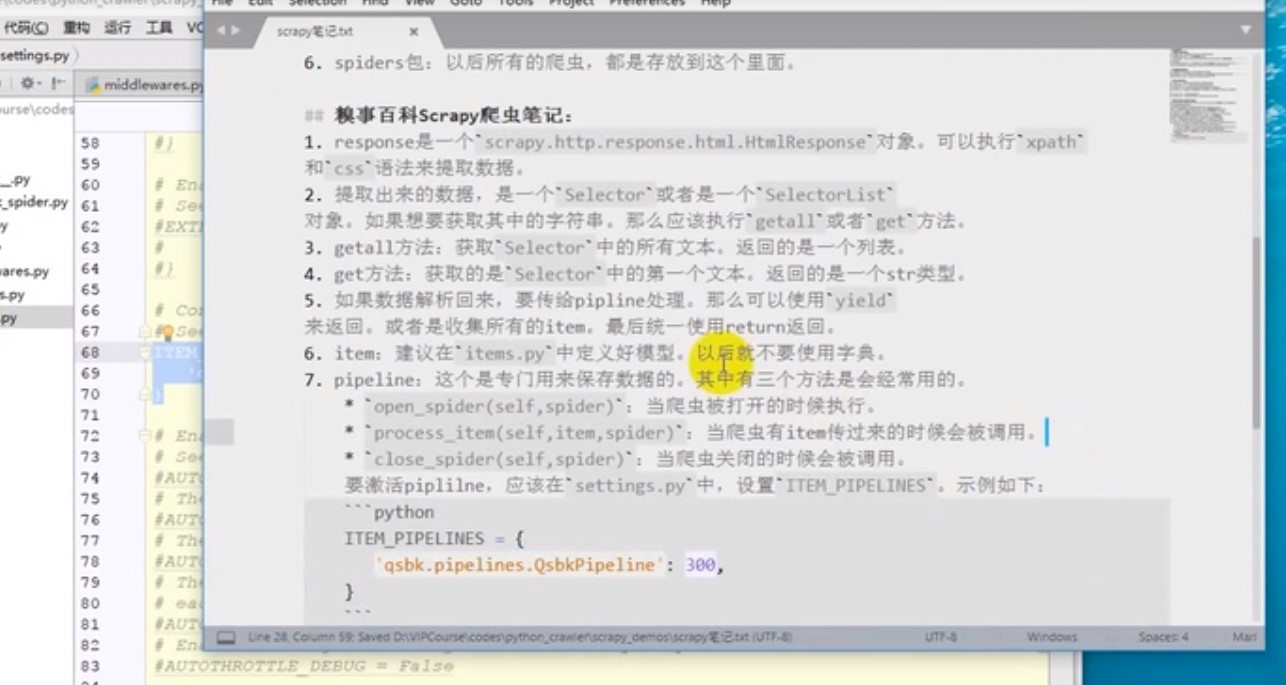 File Edit Selection Find View Goto Tools Project Preferences Help
代码(C) 重构 运行 工具 VC
settings.py
scrapy笔记.txt
middlewares.py
6. spiders包：以后所有的爬虫，都是存放到这个里面。
## 糗事百科Scrapy爬虫笔记：
1. response是一个`scrapy.http.response.html.HtmlResponse`对象。可以执行`xpath`
和`css`语法来提取数据。
2. 提取出来的数据，是一个`Selector`或者是一个`SelectorList`
对象。如果想要获取其中的字符串。那么应该执行`getall`或者`get`方法。
3. getall方法：获取`Selector`中的所有文本。返回的是一个列表。
4. get方法：获取的是`Selector`中的第一个文本。返回的是一个str类型。
5. 如果数据解析回来，要传给pipline处理。那么可以使用`yield`
来返回。或者是收集所有的item。最后统一使用return返回。
6. item：建议在`items.py`中定义好模型。以后就不要使用字典。
7. pipeline：这个是专门用来保存数据的。其中有三个方法是会经常用的。
* `open_spider(self,spider)`：当爬虫被打开的时候执行。
* `process_item(self,item,spider)`：当爬虫有item传过来的时候会被调用。
* `close_spider(self,spider)`：当爬虫关闭的时候会被调用。
要激活piplilne，应该在`settings.py`中，设置`ITEM_PIPELINES`。示例如下：
```python
ITEM_PIPELINES = {
'qsbk.pipelines.QsbkPipeline': 300,
}
```
Line 28, Column 59; Saved D:\VIPCourse\codes\python_crawler\scrapy_demos\scrapy笔记.txt (UTF-8) UTF-8 Windows Spaces: 4 Mar
urse\codes
__.py
_spider.py
wares.py
s.py
.py
58 #}
59
60 # En
61 # See
62 #EXT
63 #
64 #}
65
66 # Co
67 # See
68 ITEM_
69
70 }
71
72 # En
73 # See
74 #AUT
75 # The
76 #AUT
77 # The
78 #AUT
79 # The
80 # ea
81 #AUT
82 # En
83 #AUTOTHROTTLE_DEBUG = False